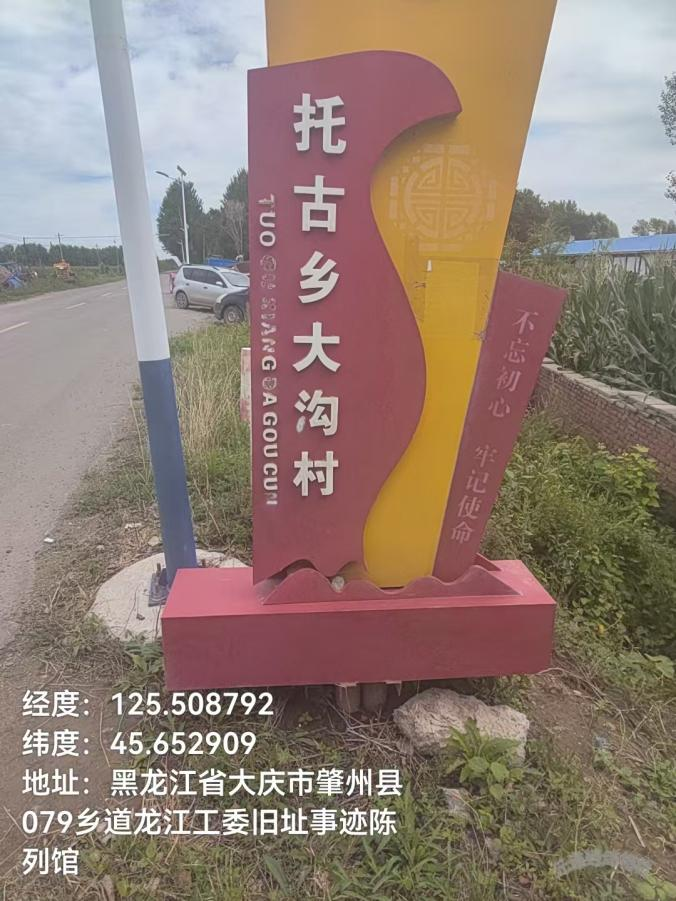 托古乡大沟村
TUO GU XIANG DA GOU CUN
不忘初心
牢记使命
经度：125.508792
纬度：45.652909
地址：黑龙江省大庆市肇州县
079乡道龙江工委旧址事迹陈
列馆